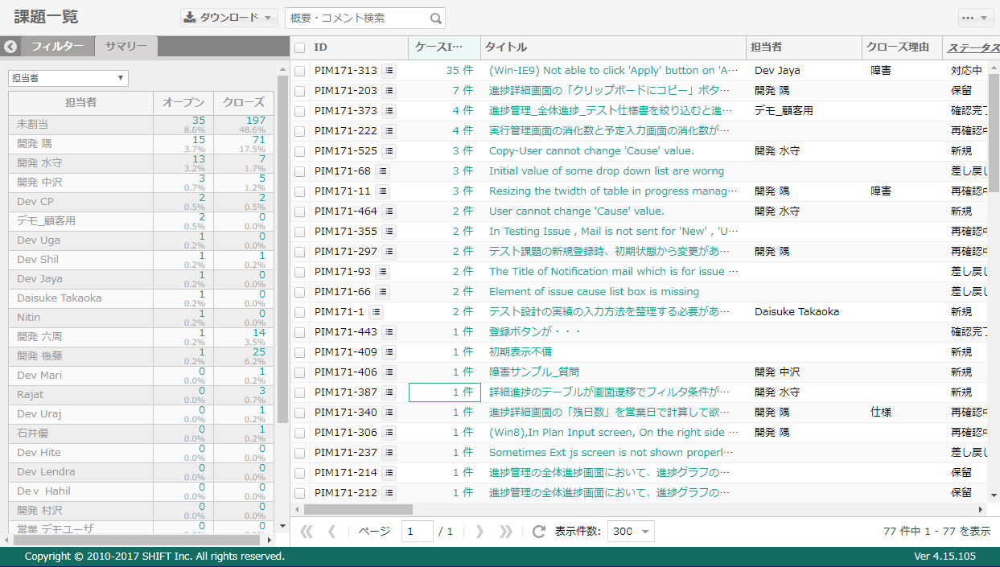 課題一覧
ダウンロード
概要・コメント検索
フィルター サマリー
担当者
担当者 オープン クローズ
未割当 35 8.6% 197 48.6%
開発 隅 15 3.7% 71 17.5%
開発 水守 13 3.2% 7 1.7%
開発 中沢 3 0.7% 5 1.2%
Dev CP 2 0.5% 2 0.5%
デモ_顧客用 2 0.5% 0 0.0%
Dev Uga 1 0.2% 0 0.0%
Dev Shil 1 0.2% 1 0.2%
Dev Jaya 1 0.2% 0 0.0%
Daisuke Takaoka 1 0.2% 0 0.0%
Nitin 1 0.2% 0 0.0%
開発 六周 1 0.2% 14 3.5%
開発 後藤 1 0.2% 25 6.2%
Dev Mari 0 0.0% 1 0.2%
Rajat 0 0.0% 3 0.7%
Dev Uraj 0 0.0% 1 0.2%
石井優 0 0.0% 1 0.2%
Dev Hite 0 0.0% 0 0.0%
Dev Lendra 0 0.0% 0 0.0%
Deｖ Hahil 0 0.0% 0 0.0%
開発 村沢 0 0.0% 0 0.0%
営業 デモユーザ 0 0
ID ケースI… タイトル 担当者 クローズ理由 ステータス
PIM171-313 35 件 (Win-IE9) Not able to click 'Apply' button on 'A… Dev Jaya 障害 対応中
PIM171-203 7 件 進捗詳細画面の「クリップボードにコピー」ボタ… 開発 隅 保留
PIM171-373 4 件 進捗管理_全体進捗_テスト仕様書を絞り込むと進… デモ_顧客用 確認完了
PIM171-222 4 件 実行管理画面の消化数と予定入力画面の消化数が… 再確認中
PIM171-525 3 件 Copy-User cannot change 'Cause' value. 開発 水守 新規
PIM171-68 3 件 Initial value of some drop down list are worng 差し戻し
PIM171-11 3 件 Resizing the twidth of table in progress manag… 開発 隅 障害 再確認中
PIM171-464 2 件 User cannot change 'Cause' value. 開発 水守 新規
PIM171-355 2 件 In Testing Issue , Mail is not sent for 'New' , 'U… 再確認中
PIM171-297 2 件 テスト課題の新規登録時、初期状態から変更があ… 開発 隅 再確認中
PIM171-93 2 件 The Title of Notification mail which is for issue … 差し戻し
PIM171-66 2 件 Element of issue cause list box is missing 差し戻し
PIM171-1 2 件 テスト設計の実績の入力方法を整理する必要があ… Daisuke Takaoka 新規
PIM171-443 1 件 登録ボタンが・・・ 確認完了
PIM171-409 1 件 初期表示不備 新規
PIM171-406 1 件 障害サンプル_質問 開発 中沢 新規
PIM171-387 1 件 詳細進捗のテーブルが画面遷移でフィルタ条件が… 開発 水守 新規
PIM171-340 1 件 進捗詳細画面の「残日数」を営業日で計算して欲… 開発 隅 仕様 再確認中
PIM171-306 1 件 (Win8),In Plan Input screen, On the right side … 開発 隅 再確認中
PIM171-237 1 件 Sometimes Ext js screen is not shown properl… 差し戻し
PIM171-214 1 件 進捗管理の全体進捗画面において、進捗グラフの… 保留
PIM171-212 1 件 進捗管理の全体進捗画面において、進捗グラフの… 保留
ページ 1 / 1 表示件数: 300 77 件中 1 - 77 を表示
Copyright © 2010-2017 SHIFT Inc. All rights reserved. Ver 4.15.105